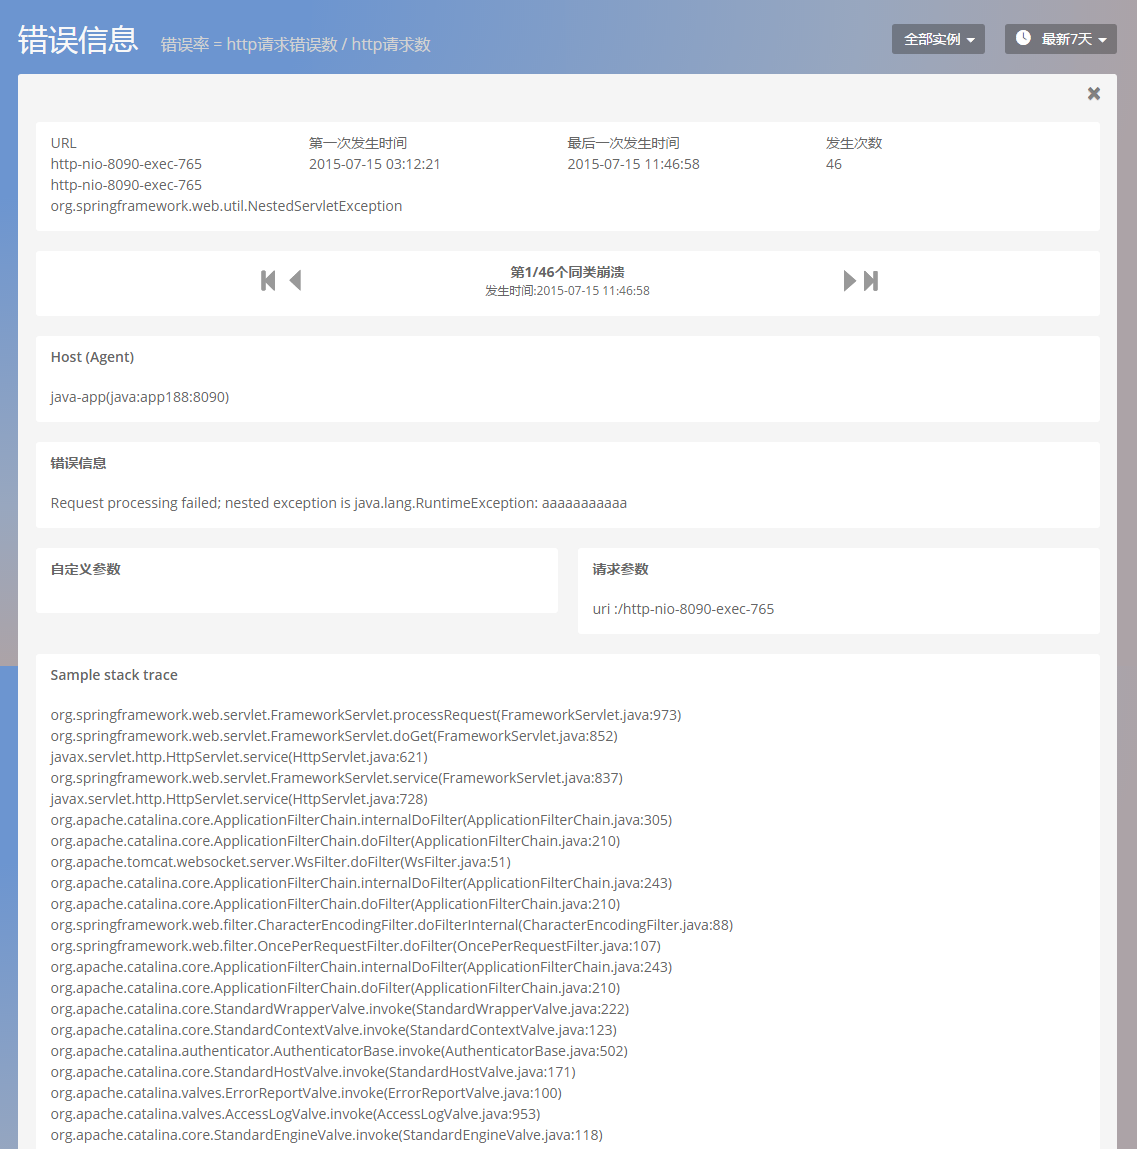 错误信息 错误率 = http请求错误数 / http请求数 全部实例 最新7天
URL 第一次发生时间 最后一次发生时间 发生次数
http-nio-8090-exec-765 2015-07-15 03:12:21 2015-07-15 11:46:58 46
http-nio-8090-exec-765
org.springframework.web.util.NestedServletException
第1/46个同类崩溃
发生时间:2015-07-15 11:46:58
Host (Agent)
java-app(java:app188:8090)
错误信息
Request processing failed; nested exception is java.lang.RuntimeException: aaaaaaaaaaa
自定义参数 请求参数
uri :/http-nio-8090-exec-765
Sample stack trace
org.springframework.web.servlet.FrameworkServlet.processRequest(FrameworkServlet.java:973)
org.springframework.web.servlet.FrameworkServlet.doGet(FrameworkServlet.java:852)
javax.servlet.http.HttpServlet.service(HttpServlet.java:621)
org.springframework.web.servlet.FrameworkServlet.service(FrameworkServlet.java:837)
javax.servlet.http.HttpServlet.service(HttpServlet.java:728)
org.apache.catalina.core.ApplicationFilterChain.internalDoFilter(ApplicationFilterChain.java:305)
org.apache.catalina.core.ApplicationFilterChain.doFilter(ApplicationFilterChain.java:210)
org.apache.tomcat.websocket.server.WsFilter.doFilter(WsFilter.java:51)
org.apache.catalina.core.ApplicationFilterChain.internalDoFilter(ApplicationFilterChain.java:243)
org.apache.catalina.core.ApplicationFilterChain.doFilter(ApplicationFilterChain.java:210)
org.springframework.web.filter.CharacterEncodingFilter.doFilterInternal(CharacterEncodingFilter.java:88)
org.springframework.web.filter.OncePerRequestFilter.doFilter(OncePerRequestFilter.java:107)
org.apache.catalina.core.ApplicationFilterChain.internalDoFilter(ApplicationFilterChain.java:243)
org.apache.catalina.core.ApplicationFilterChain.doFilter(ApplicationFilterChain.java:210)
org.apache.catalina.core.StandardWrapperValve.invoke(StandardWrapperValve.java:222)
org.apache.catalina.core.StandardContextValve.invoke(StandardContextValve.java:123)
org.apache.catalina.authenticator.AuthenticatorBase.invoke(AuthenticatorBase.java:502)
org.apache.catalina.core.StandardHostValve.invoke(StandardHostValve.java:171)
org.apache.catalina.valves.ErrorReportValve.invoke(ErrorReportValve.java:100)
org.apache.catalina.valves.AccessLogValve.invoke(AccessLogValve.java:953)
org.apache.catalina.core.StandardEngineValve.invoke(StandardEngineValve.java:118)